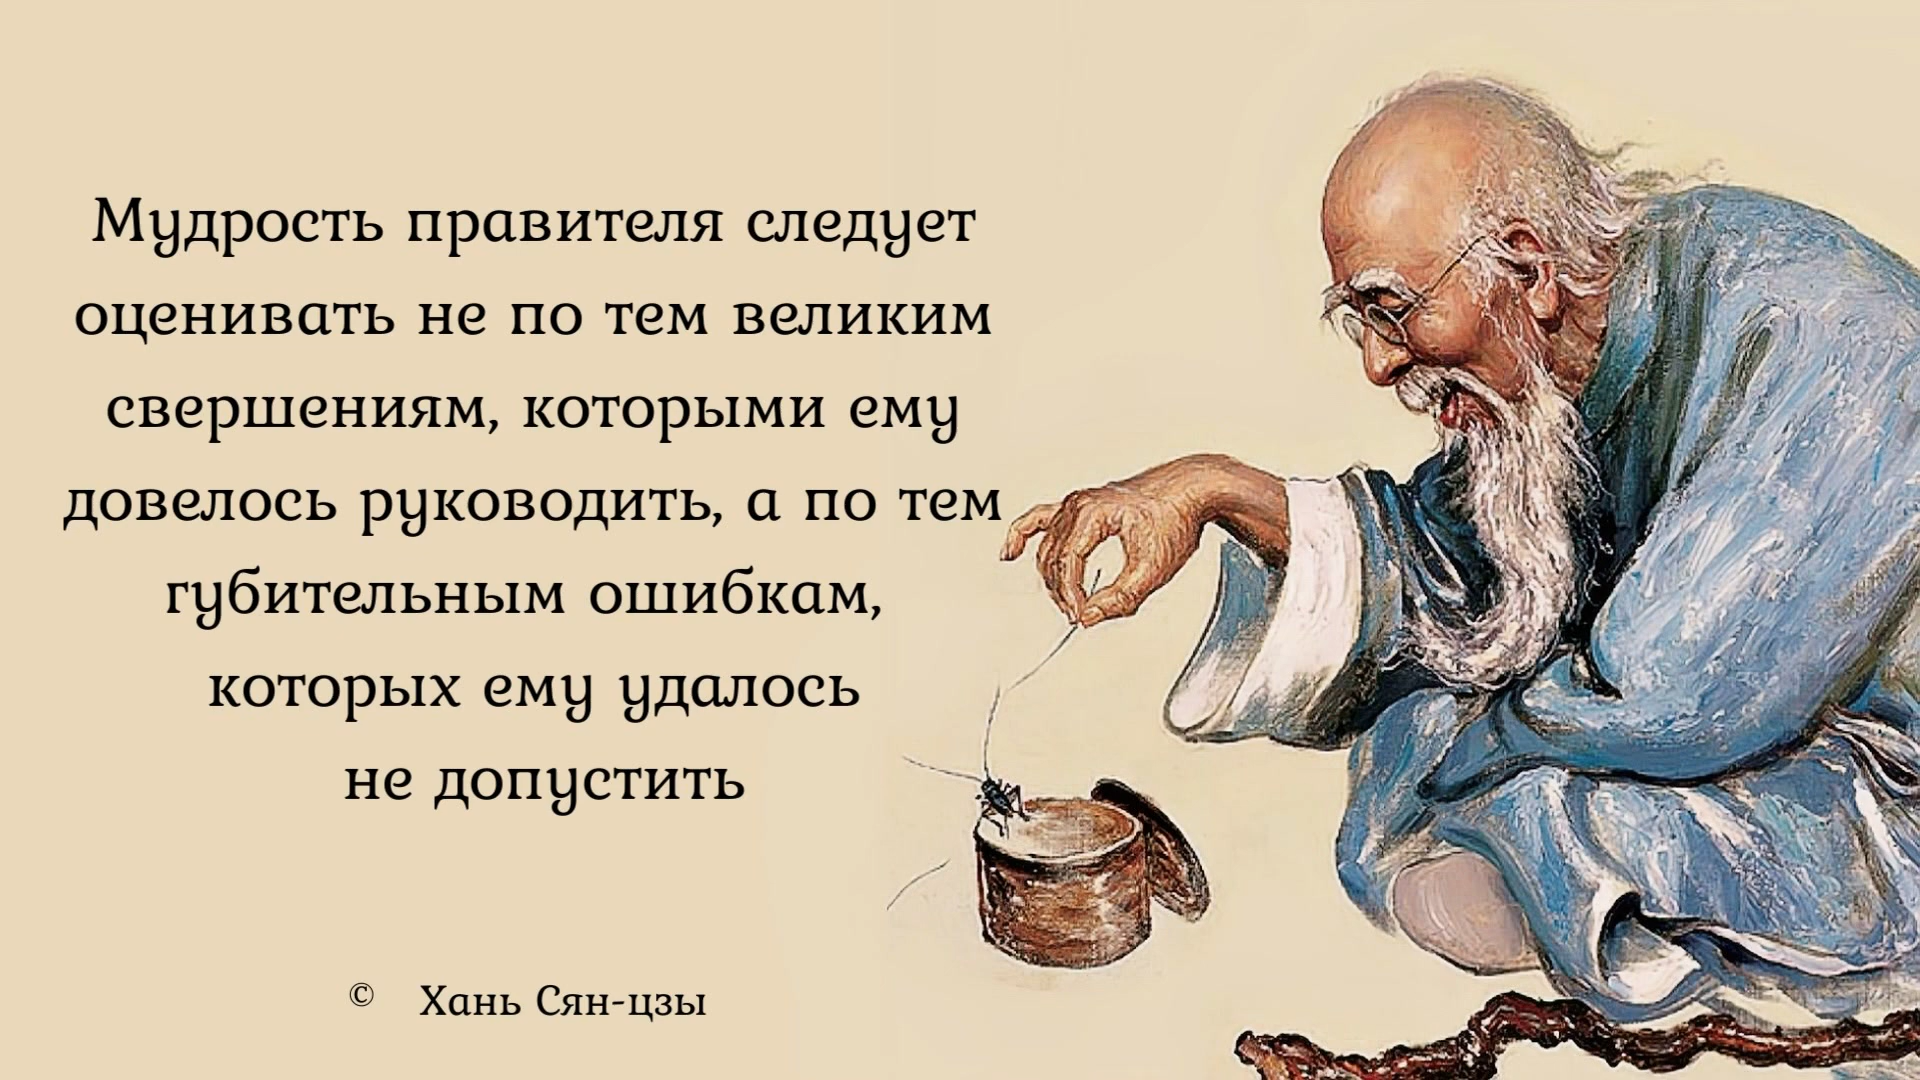 Мудрость правителя следует
оценивать не по тем великим
свершениям, которыми ему
довелось руководить, а по тем
губительным ошибкам,
которых ему удалось
не допустить
© Хань Сян-цзы